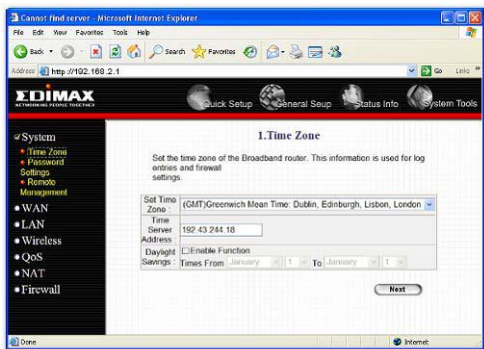 Cannot find server - Microsoft Internet Explorer
File Edit View Favorites Tools Help
Back Search Favorites
Address http://192.168.2.1 Go Links
EDIMAX
NETWORKING PEOPLE TOGETHER
Quick Setup General Seup Status Info System Tools
System
Time Zone
Password
Settings
Remoto
Management
WAN
LAN
Wireless
QoS
NAT
Firewall
1.Time Zone
Set the time zone of the Broadband router. This information is used for log
entries and firewall
settings.
Set Time Zone : (GMT)Greenwich Mean Time: Dublin, Edinburgh, Lisbon, London
Time Server Address : 192.43.244.18
Daylight Savings : Enable Function
Times From January 1 To January 1
Next
Done Internet